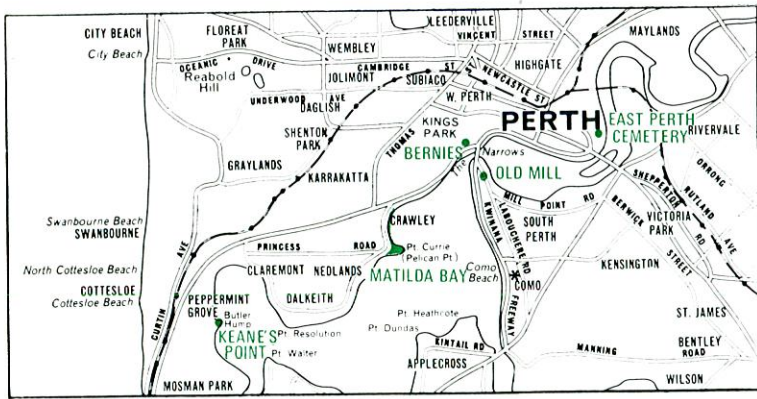 CITY BEACH
City Beach
FLOREAT
PARK
LEEDERVILLE
VINCENT STREET
MAYLANDS
WEMBLEY
HIGHGATE
OCEANIC DRIVE
Reabold
Hill
CAMBRIDGE ST
JOLIMONT
SUBIACO
NEWCASTLE ST
UNDERWOOD AVE
DAGLISH
W. PERTH
KINGS
PARK
PERTH
EAST PERTH
CEMETERY
RIVERVALE
SHENTON
PARK
THOMAS ST
BERNIES
The Narrows
GRAYLANDS
KARRAKATTA
OLD MILL
ORRONG
MILL POINT RD
SHEPPERTON RD
RUTLAND AVE
Swanbourne Beach
SWANBOURNE
CRAWLEY
KWINANA FREEWAY
LABOUCHERE RD
SOUTH
PERTH
BERWICK STREET
VICTORIA
PARK
PRINCESS ROAD
Pt. Currie
(Pelican Pt.)
North Cottesloe Beach
CLAREMONT
NEDLANDS
MATILDA BAY
Como
Beach
COMO
KENSINGTON
COTTESLOE
Cottesloe Beach
CURTIN AVE
PEPPERMINT
GROVE
DALKEITH
Butler
Hump
Pt. Heathcote
ST. JAMES
KEANE'S
POINT
Pt. Resolution
Pt. Dundas
Pt. Walter
KINTAIL RD
MANNING ROAD
BENTLEY
APPLECROSS
MOSMAN PARK
WILSON